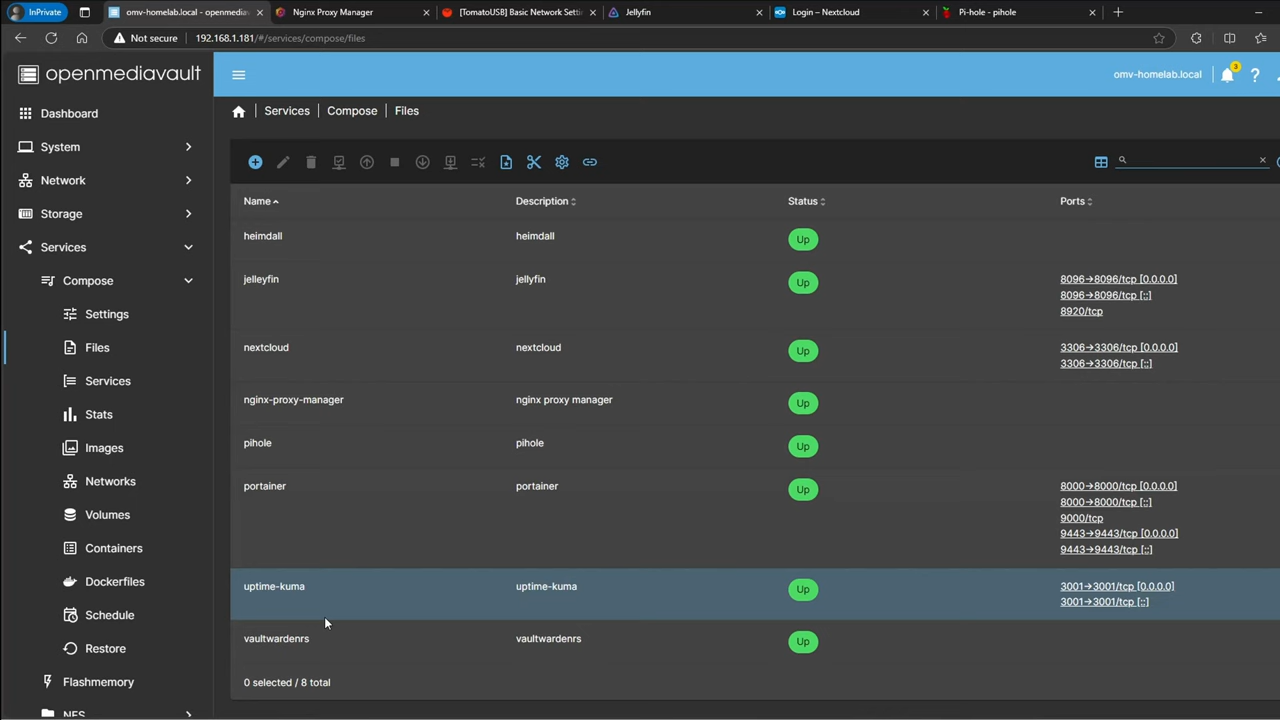 InPrivate
omv-homelab.local - openmediav
Nginx Proxy Manager
[TomatoUSB] Basic Network Setti
Jellyfin
Login – Nextcloud
Pi-hole - pihole
Not secure
192.168.1.181/#/services/compose/files
openmediavault
omv-homelab.local
3
Dashboard
System
Network
Storage
Services
Compose
Settings
Files
Services
Stats
Images
Networks
Volumes
Containers
Dockerfiles
Schedule
Restore
Flashmemory
NFS
Services | Compose | Files
Name Description Status Ports
heimdall heimdall Up
jelleyfin jellyfin Up 8096->8096/tcp [0.0.0.0]
8096->8096/tcp [::]
8920/tcp
nextcloud nextcloud Up 3306->3306/tcp [0.0.0.0]
3306->3306/tcp [::]
nginx-proxy-manager nginx proxy manager Up
pihole pihole Up
portainer portainer Up 8000->8000/tcp [0.0.0.0]
8000->8000/tcp [::]
9000/tcp
9443->9443/tcp [0.0.0.0]
9443->9443/tcp [::]
uptime-kuma uptime-kuma Up 3001->3001/tcp [0.0.0.0]
3001->3001/tcp [::]
vaultwardenrs vaultwardenrs Up
0 selected / 8 total